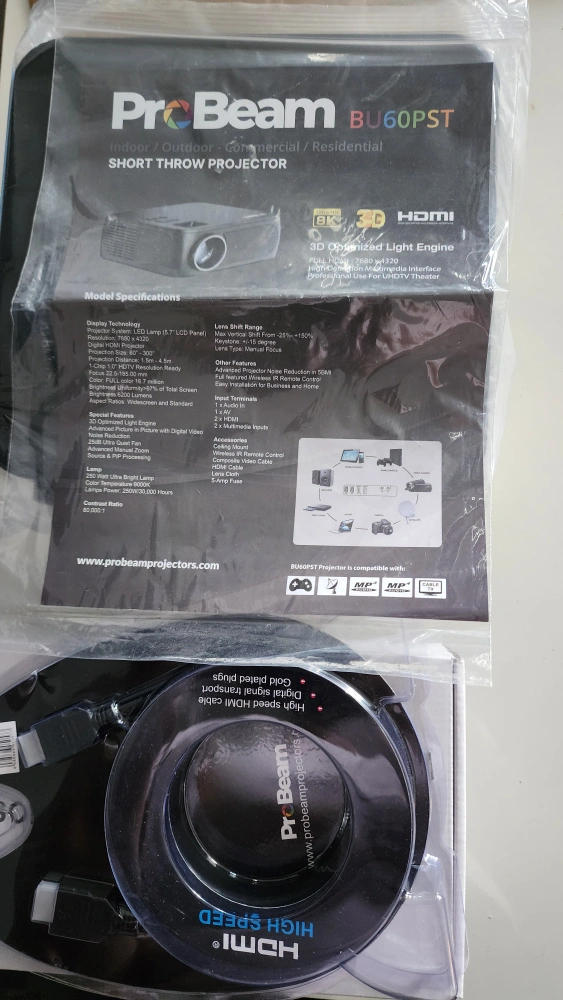 ProBeam BU60PST
Indoor / Outdoor - Commercial / Residential
SHORT THROW PROJECTOR
8K 3D HDMI
3D Optimized Light Engine
FULL HDMI - 7680 x 4320
High-Definition Multimedia Interface
Professional Use For UHDTV Theater
Model Specifications
Display Technology
Projector System: LED Lamp (5.7" LCD Panel)
Resolution: 7680 x 4320
Digital HDMI Projector
Projection Size: 60" - 300"
Projection Distance: 1.5m - 4.5m
1-Chip 1.0" HDTV Resolution Ready
Focus 22.5-195.00 mm
Color: FULL color 16.7 million
Brightness Uniformity>97% of Total Screen
Brightness 6200 Lumens
Aspect Ratios: Widescreen and Standard
Special Features
3D Optimized Light Engine
Advanced Picture in Picture with Digital Video
Noise Reduction
25dB Ultra Quiet Fan
Advanced Manual Zoom
Source & PIP Processing
Lamp
250 Watt Ultra Bright Lamp
Color Temperature 9000K
Lamps Power: 250W/30,000 Hours
Contrast Ratio
80,000:1
Lens Shift Range
Max Vertical Shift From -25%- +150%
Keystone: +/-15 degree
Lens Type: Manual Focus
Other Features
Advanced Projector Noise Reduction in 5BMI
Full featured Wireless IR Remote Control
Easy Installation for Business and Home
Input Terminals
1 x Audio In
1 x AV
2 x HDMI
2 x Multimedia Inputs
Accessories
Ceiling Mount
Wireless IR Remote Control
Composite Video Cable
HDMI Cable
Lens Cloth
5-Amp Fuse
www.probeamprojectors.com
BU60PST Projector is compatible with:
MP4
MP4
CABLE
TV
High speed HDMI cable
Digital signal transport
Gold plated plugs
ProBeam
www.probeamprojectors.
HDMI®
HIGH SPEED